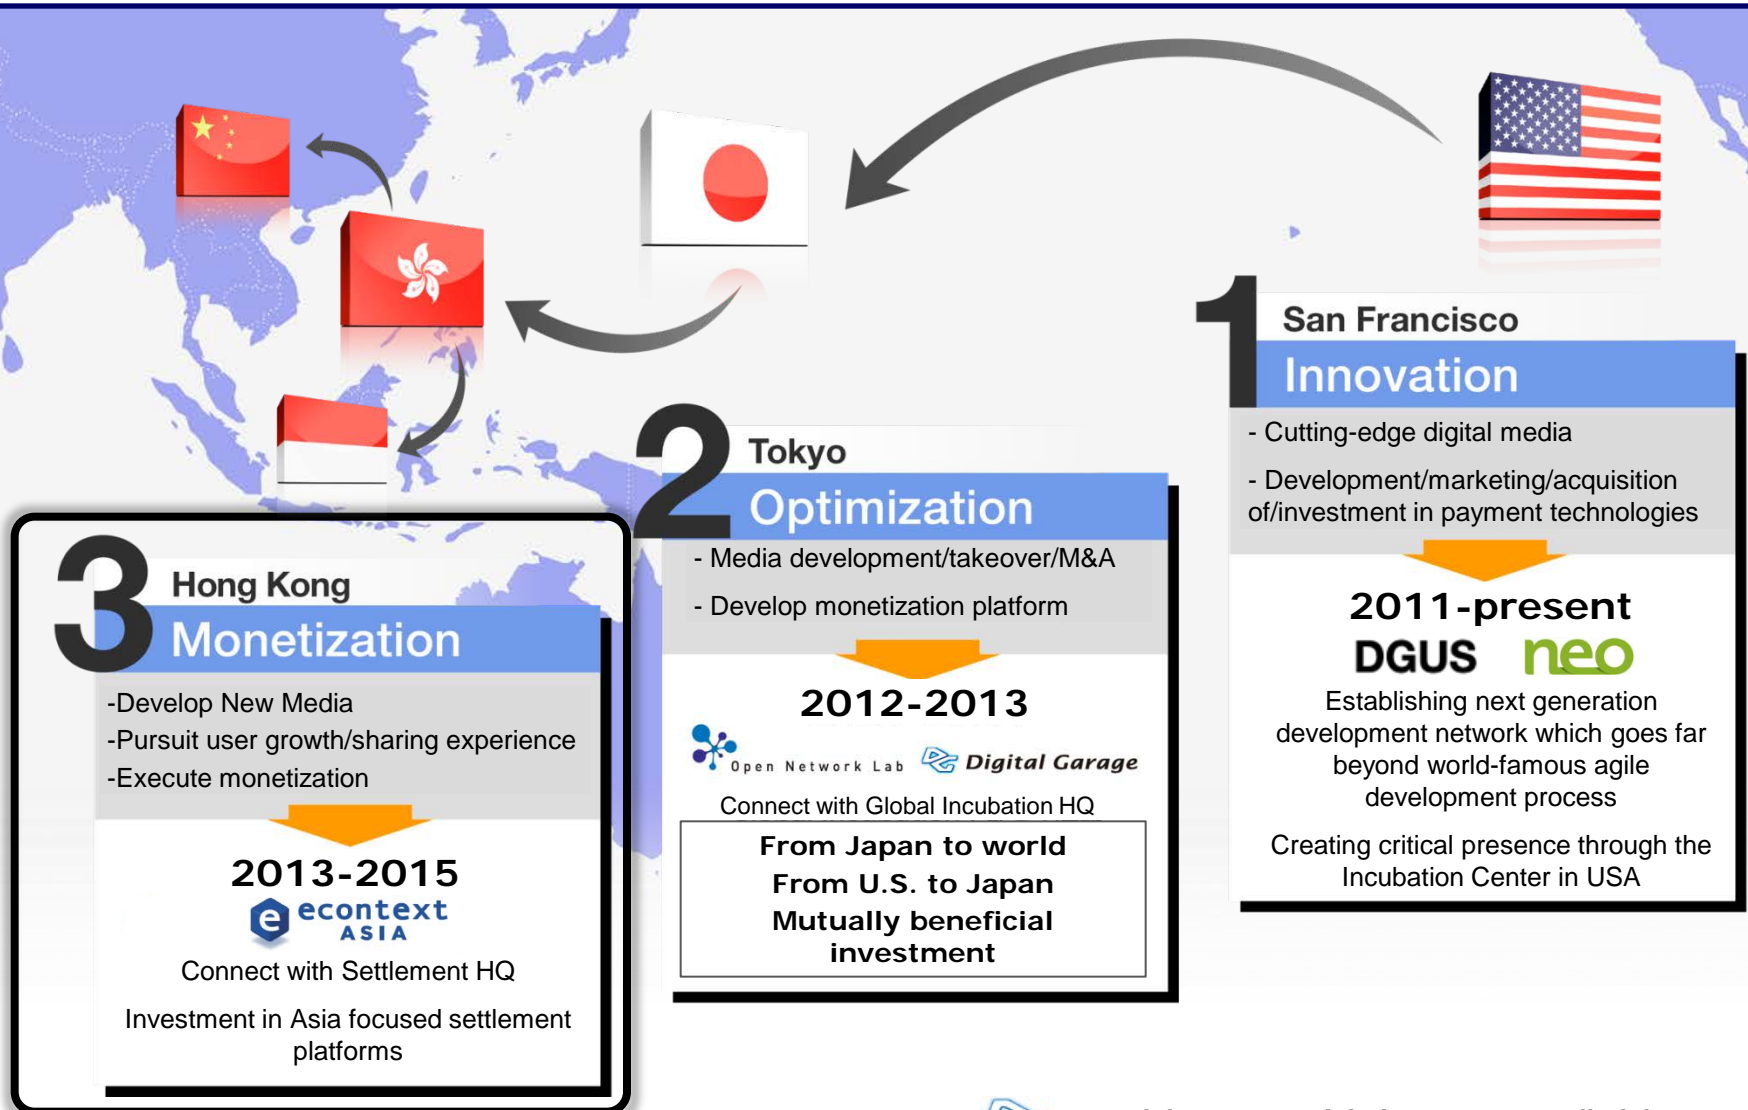 1
San Francisco
Innovation
- Cutting-edge digital media
- Development/marketing/acquisition
of/investment in payment technologies
2011-present
DGUS neo
Establishing next generation
development network which goes far
beyond world-famous agile
development process
Creating critical presence through the
Incubation Center in USA
2
Tokyo
Optimization
- Media development/takeover/M&A
- Develop monetization platform
2012-2013
Open Network Lab Digital Garage
Connect with Global Incubation HQ
From Japan to world
From U.S. to Japan
Mutually beneficial
investment
3
Hong Kong
Monetization
-Develop New Media
-Pursuit user growth/sharing experience
-Execute monetization
2013-2015
e econtext
ASIA
Connect with Settlement HQ
Investment in Asia focused settlement
platforms